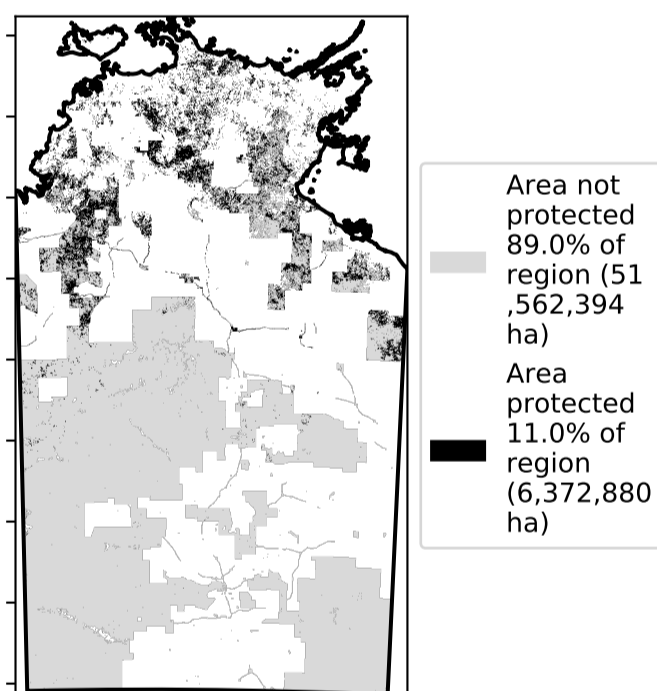 Area not
protected
89.0% of
region (51
,562,394
ha)
Area
protected
11.0% of
region
(6,372,880
ha)